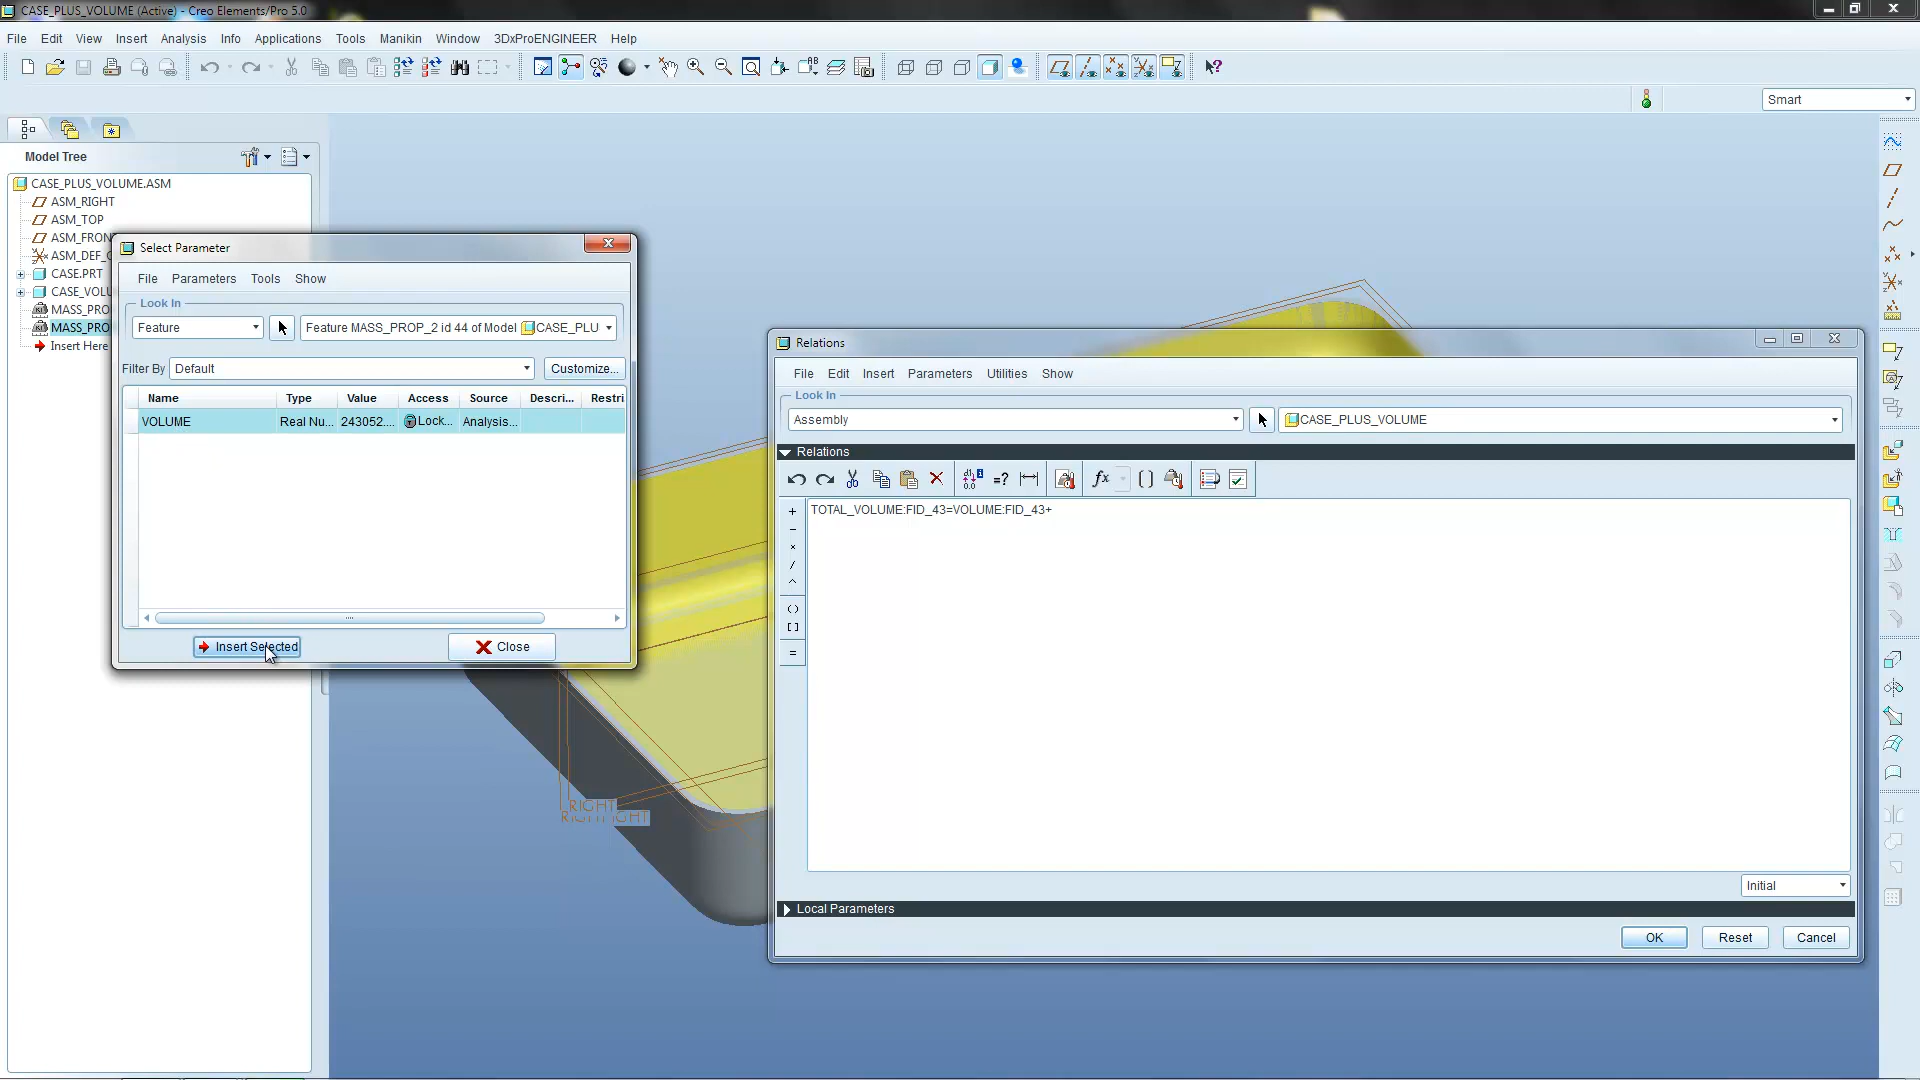 CASE_PLUS_VOLUME (Active) - Creo Elements/Pro 5.0
File Edit View Insert Analysis Info Applications Tools Manikin Window 3DxProENGINEER Help
Smart
Model Tree
CASE_PLUS_VOLUME.ASM
ASM_RIGHT
ASM_TOP
ASM_FRON
ASM_DEF_C
CASE.PRT
CASE_VOLU
MASS_PRO
MASS_PRO
Insert Here
Select Parameter
File Parameters Tools Show
Look In
Feature
Feature MASS_PROP_2 id 44 of Model CASE_PLU
Filter By Default Customize...
Name Type Value Access Source Descri... Restri
VOLUME Real Nu... 243052.... Lock... Analysis...
Insert Selected Close
Relations
File Edit Insert Parameters Utilities Show
Look In
Assembly CASE_PLUS_VOLUME
Relations
TOTAL_VOLUME:FID_43=VOLUME:FID_43+
Initial
Local Parameters
OK Reset Cancel
RIGHT